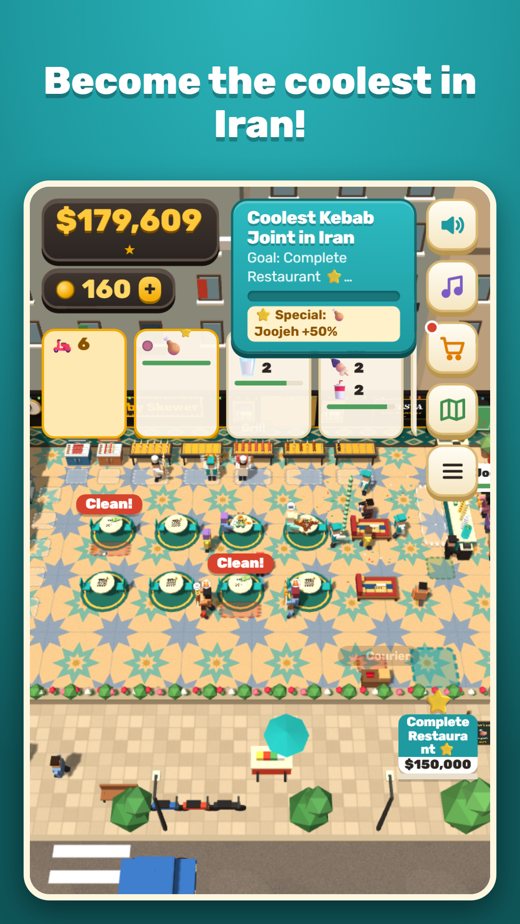 Become the coolest in
Iran!
$179,609
160 +
Coolest Kebab
Joint in Iran
Goal: Complete
Restaurant ⭐...
⭐ Special: 🍗
Joojeh +50%
6
2
2
2
Skewer
Clean!
Clean!
Courier
Complete
Restaura
nt ⭐
$150,000